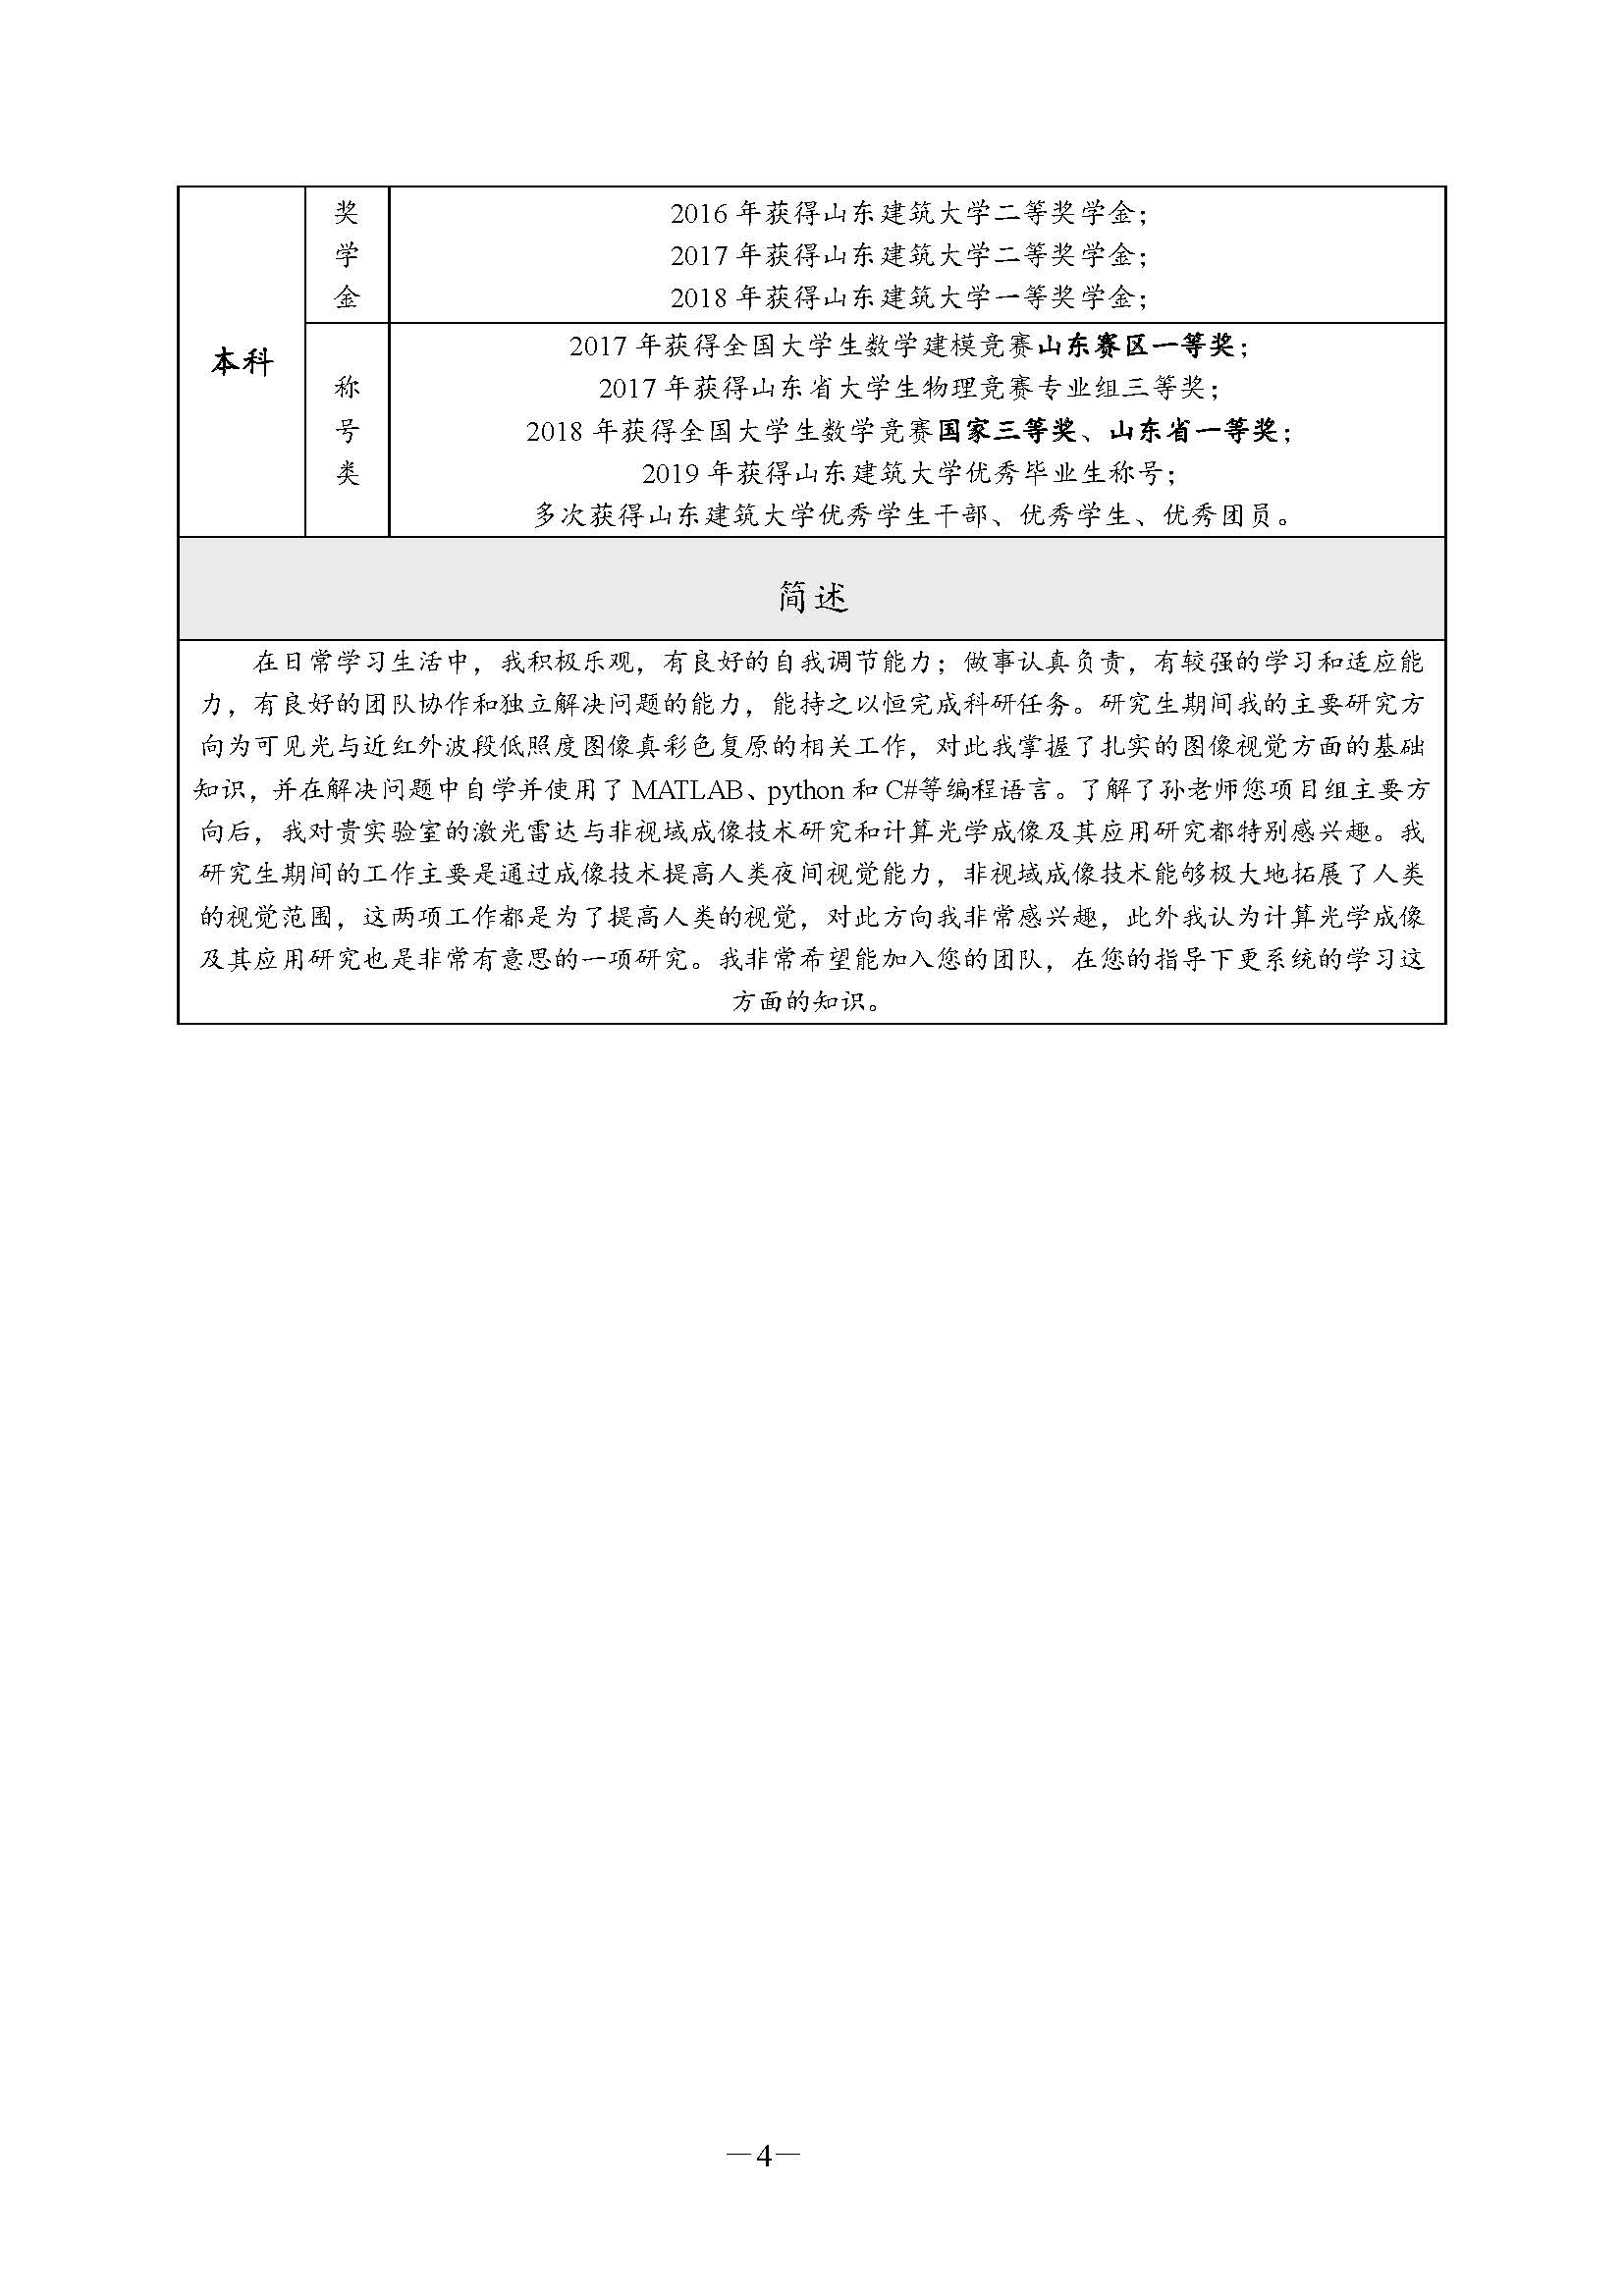 本科
奖
学
金
2016 年获得山东建筑大学二等奖学金；
2017 年获得山东建筑大学二等奖学金；
2018 年获得山东建筑大学一等奖学金；
称
号
类
2017 年获得全国大学生数学建模竞赛山东赛区一等奖；
2017 年获得山东省大学生物理竞赛专业组三等奖；
2018 年获得全国大学生数学竞赛国家三等奖、山东省一等奖；
2019 年获得山东建筑大学优秀毕业生称号；
多次获得山东建筑大学优秀学生干部、优秀学生、优秀团员。
简述
在日常学习生活中，我积极乐观，有良好的自我调节能力；做事认真负责，有较强的学习和适应能
力，有良好的团队协作和独立解决问题的能力，能持之以恒完成科研任务。研究生期间我的主要研究方
向为可见光与近红外波段低照度图像真彩色复原的相关工作，对此我掌握了扎实的图像视觉方面的基础
知识，并在解决问题中自学并使用了 MATLAB、python 和 C#等编程语言。了解了孙老师您项目组主要方
向后，我对贵实验室的激光雷达与非视域成像技术研究和计算光学成像及其应用研究都特别感兴趣。我
研究生期间的工作主要是通过成像技术提高人类夜间视觉能力，非视域成像技术能够极大地拓展了人类
的视觉范围，这两项工作都是为了提高人类的视觉，对此方向我非常感兴趣，此外我认为计算光学成像
及其应用研究也是非常有意思的一项研究。我非常希望能加入您的团队，在您的指导下更系统的学习这
方面的知识。
—4—